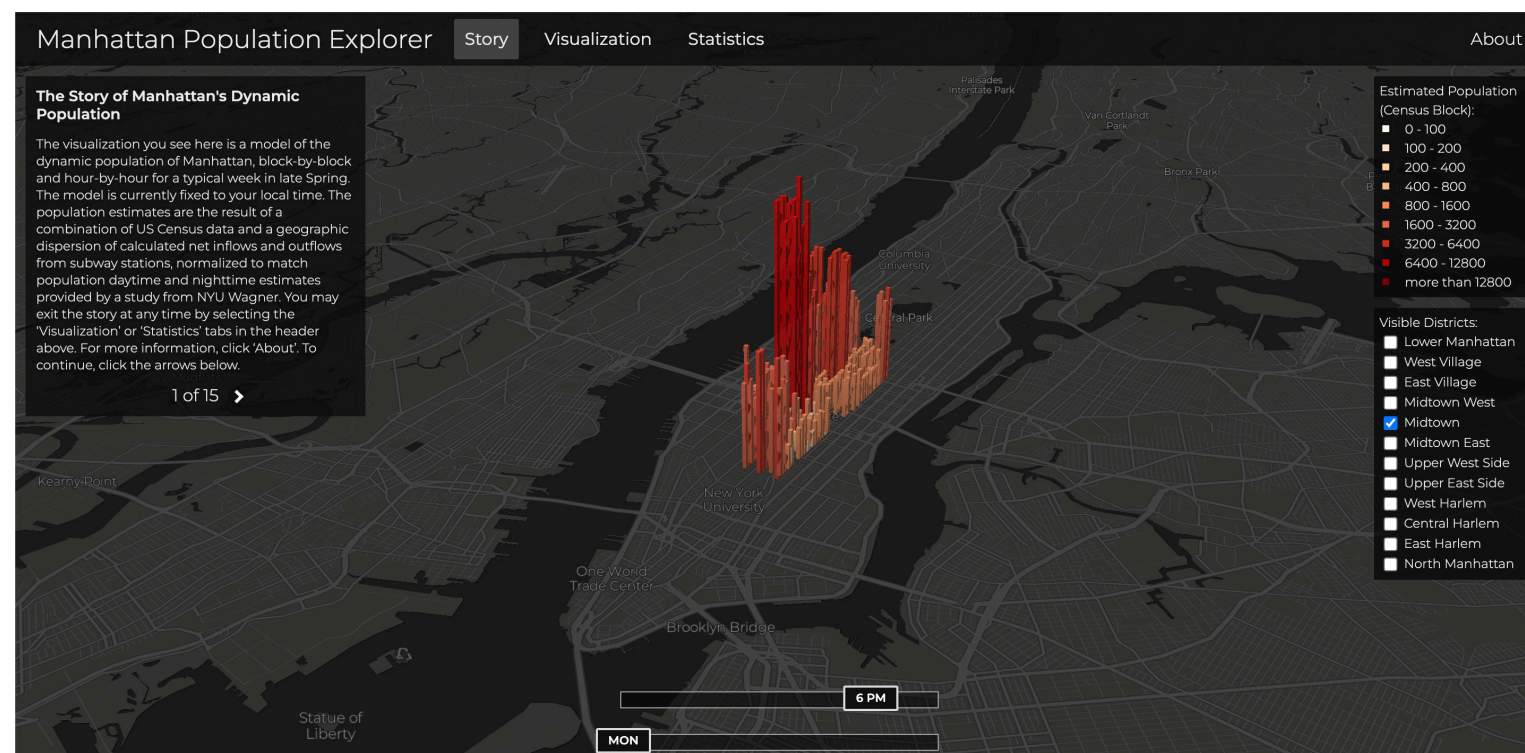 Manhattan Population Explorer Story Visualization Statistics About
The Story of Manhattan's Dynamic
Population
The visualization you see here is a model of the
dynamic population of Manhattan, block-by-block
and hour-by-hour for a typical week in late Spring.
The model is currently fixed to your local time. The
population estimates are the result of a
combination of US Census data and a geographic
dispersion of calculated net inflows and outflows
from subway stations, normalized to match
population daytime and nighttime estimates
provided by a study from NYU Wagner. You may
exit the story at any time by selecting the
'Visualization' or 'Statistics' tabs in the header
above. For more information, click 'About'. To
continue, click the arrows below.
1 of 15
Palisades
Interstate Park
Van Cortlandt
Park
Bronx Park
Columbia
University
Park
Kearny Point
New York
University
One World
Trade Center
Brooklyn Bridge
Statue of
Liberty
6 PM
MON
Estimated Population
(Census Block):
0 - 100
100 - 200
200 - 400
400 - 800
800 - 1600
1600 - 3200
3200 - 6400
6400 - 12800
more than 12800
Visible Districts:
Lower Manhattan
West Village
East Village
Midtown West
Midtown
Midtown East
Upper West Side
Upper East Side
West Harlem
Central Harlem
East Harlem
North Manhattan